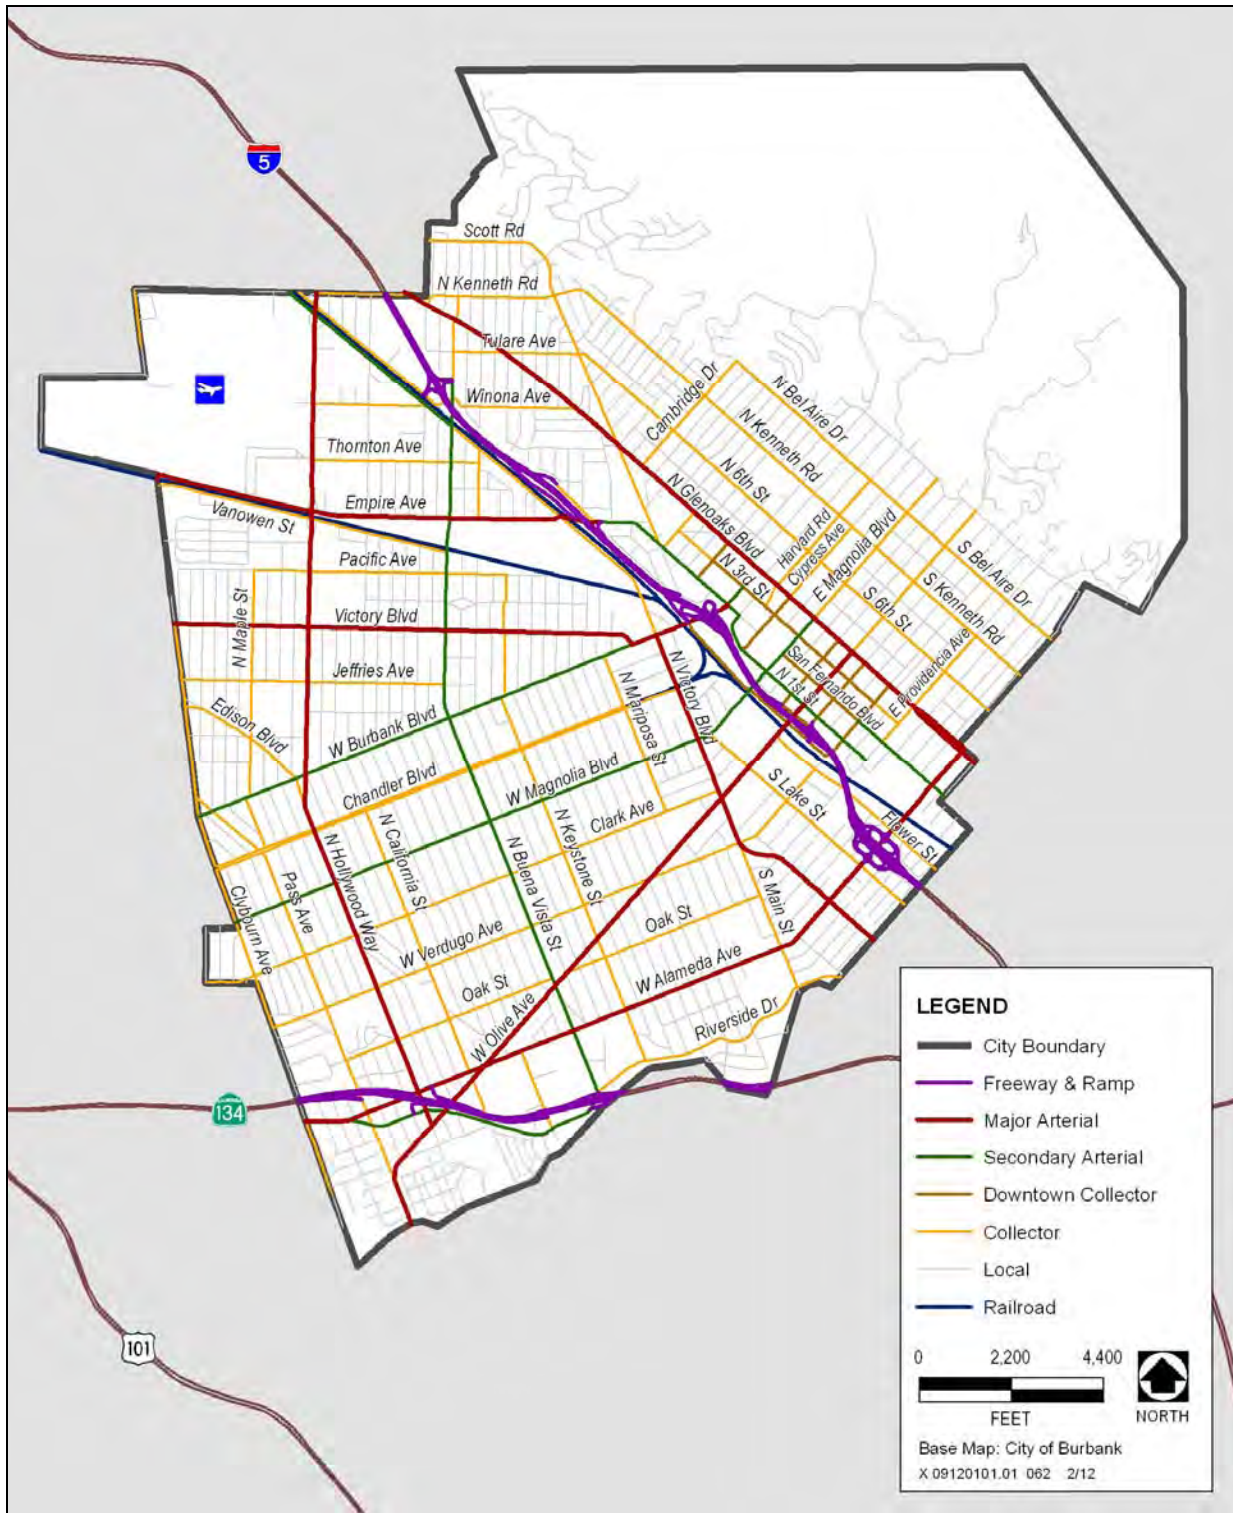 5
Scott Rd
N Kenneth Rd
Tulare Ave
Winona Ave
Cambridge Dr
N Bel Aire Dr
N Kenneth Rd
Thornton Ave
N 6th St
N Glenoaks Blvd
Empire Ave
Vanowen St
Harvard Rd
Cypress Ave
E Magnolia Blvd
N 3rd St
S Bel Aire Dr
Pacific Ave
S Kenneth Rd
S 6th St
N Maple St
Victory Blvd
E Providencia Ave
San Fernando Blvd
N 1st St
Jeffries Ave
N Victory Blvd
N Mariposa St
Edison Blvd
W Burbank Blvd
Chandler Blvd
W Magnolia Blvd
S Lake St
Flower St
Clark Ave
N Keystone St
N California St
N Hollywood Way
N Buena Vista St
Pass Ave
Clybourn Ave
S Main St
W Verdugo Ave
Oak St
Oak St
W Alameda Ave
W Olive Ave
Riverside Dr
CALIFORNIA
134
101
LEGEND
City Boundary
Freeway & Ramp
Major Arterial
Secondary Arterial
Downtown Collector
Collector
Local
Railroad
0 2,200 4,400
FEET
NORTH
Base Map: City of Burbank
X 09120101.01 062 2/12